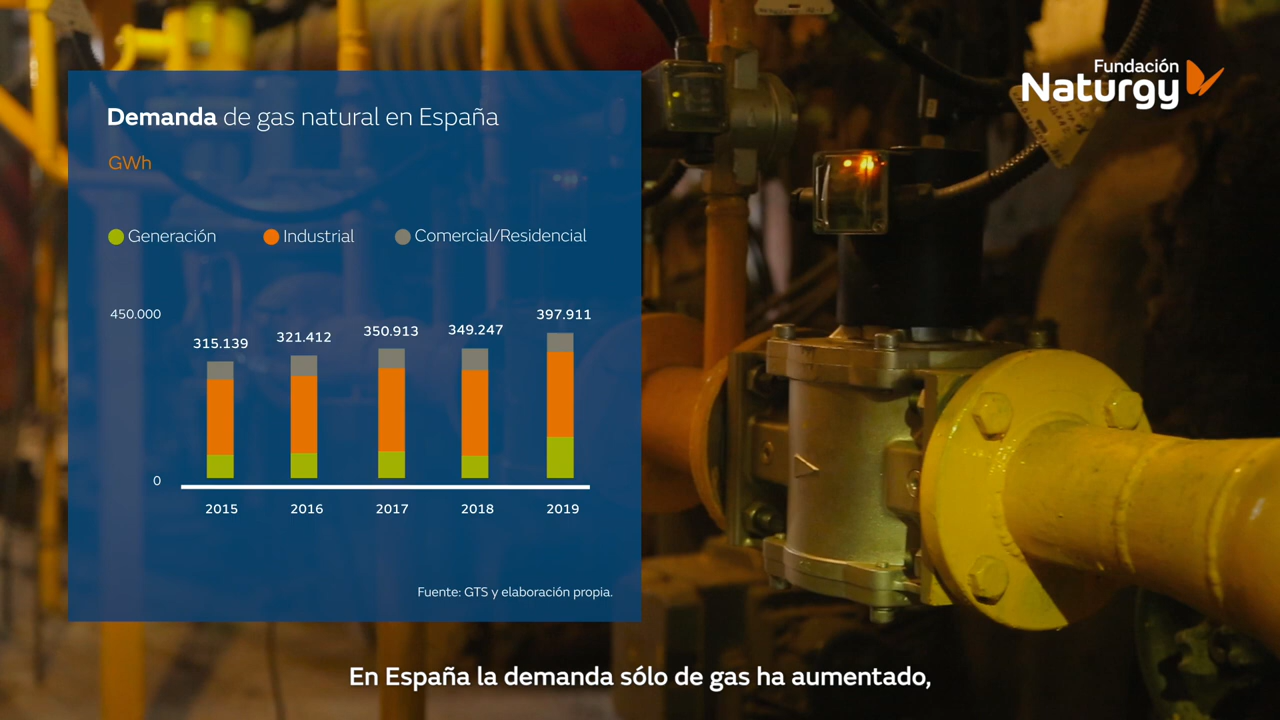 Fundación
Naturgy
Demanda de gas natural en España
GWh
Generación
Industrial
Comercial/Residencial
450.000
315.139
321.412
350.913
349.247
397.911
0
2015
2016
2017
2018
2019
Fuente: GTS y elaboración propia.
En España la demanda sólo de gas ha aumentado,